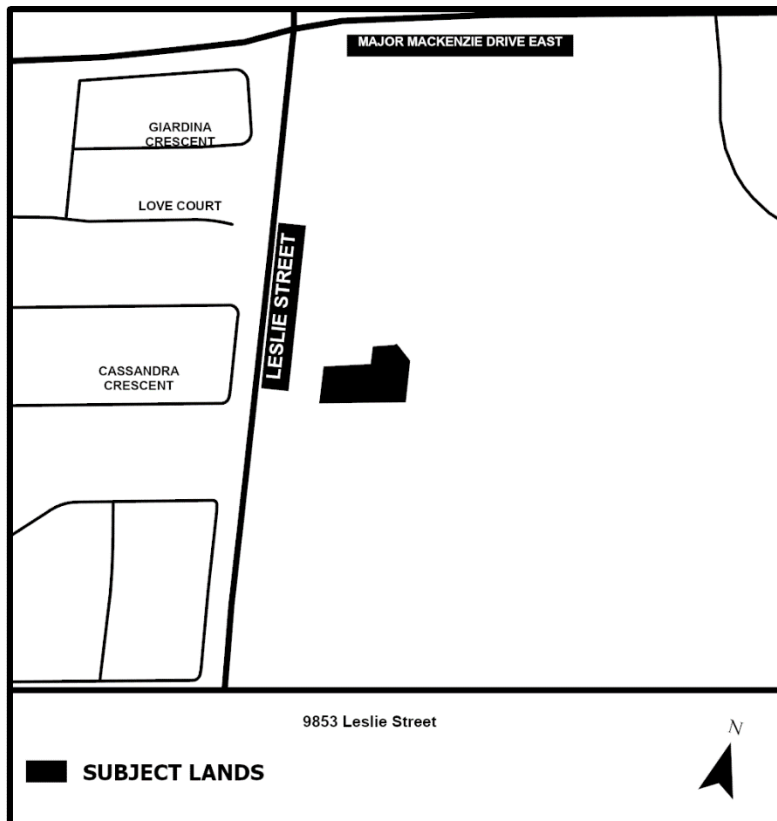 MAJOR MACKENZIE DRIVE EAST
GIARDINA
CRESCENT
LOVE COURT
LESLIE STREET
CASSANDRA
CRESCENT
9853 Leslie Street
N
SUBJECT LANDS